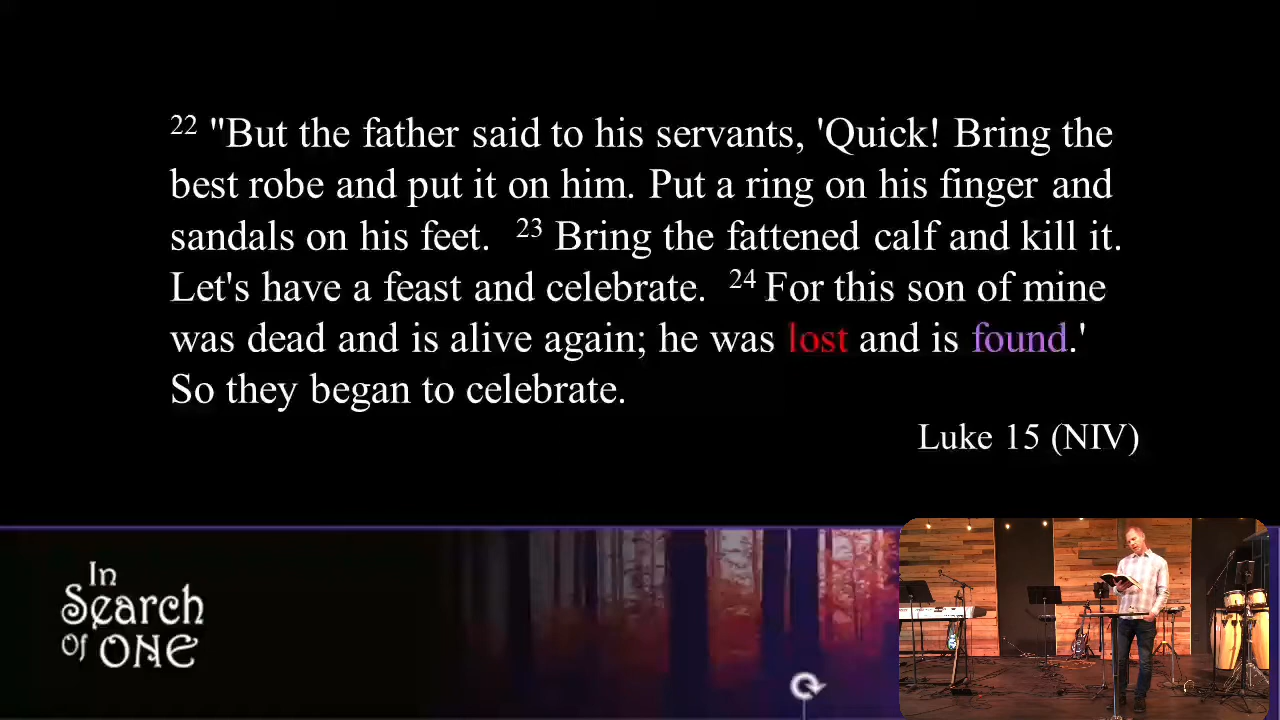 22 "But the father said to his servants, 'Quick! Bring the
best robe and put it on him. Put a ring on his finger and
sandals on his feet. 23 Bring the fattened calf and kill it.
Let's have a feast and celebrate. 24 For this son of mine
was dead and is alive again; he was lost and is found.'
So they began to celebrate.
Luke 15 (NIV)
In
Search
Of ONE